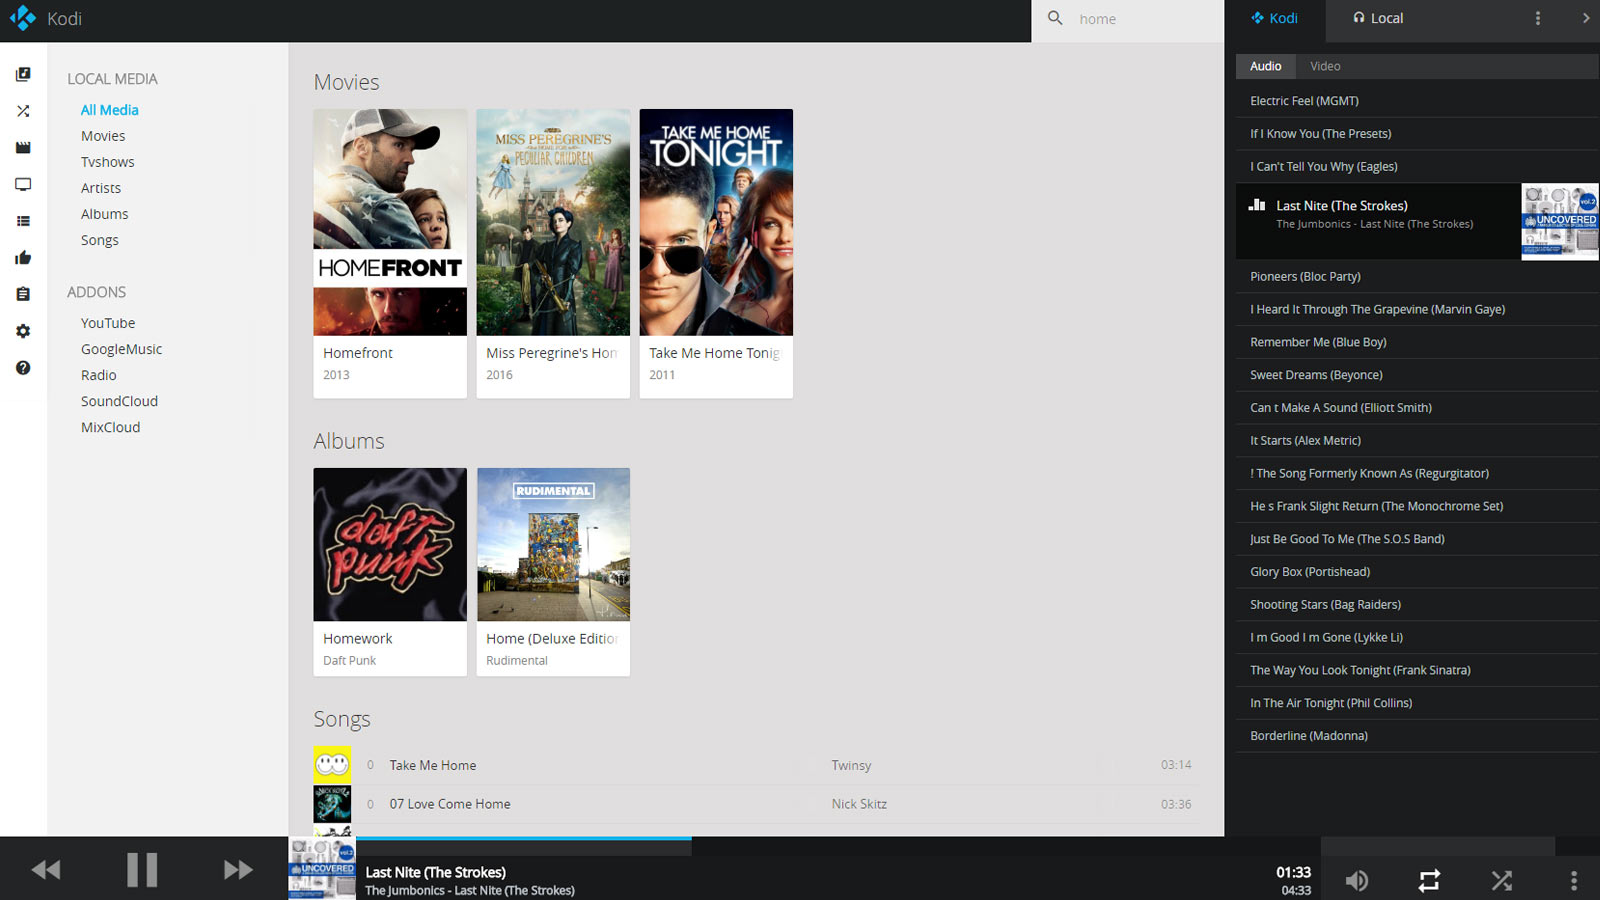 Kodi
home
Kodi
Local
LOCAL MEDIA
All Media
Movies
Tvshows
Artists
Albums
Songs
ADDONS
YouTube
GoogleMusic
Radio
SoundCloud
MixCloud
Movies
HOMEFRONT
MISS PEREGRINE'S
HOME FOR
PECULIAR CHILDREN
TAKE ME HOME
TONIGHT
Homefront
2013
Miss Peregrine's Hom
2016
Take Me Home Tonig
2011
Albums
daft
punk
RUDIMENTAL
Homework
Daft Punk
Home (Deluxe Edition
Rudimental
Songs
0 Take Me Home Twinsy 03:14
0 07 Love Come Home Nick Skitz 03:36
Audio
Video
Electric Feel (MGMT)
If I Know You (The Presets)
I Can't Tell You Why (Eagles)
Last Nite (The Strokes)
The Jumbonics - Last Nite (The Strokes)
vol.2
UNCOVERED
Pioneers (Bloc Party)
I Heard It Through The Grapevine (Marvin Gaye)
Remember Me (Blue Boy)
Sweet Dreams (Beyonce)
Can t Make A Sound (Elliott Smith)
It Starts (Alex Metric)
! The Song Formerly Known As (Regurgitator)
He s Frank Slight Return (The Monochrome Set)
Just Be Good To Me (The S.O.S Band)
Glory Box (Portishead)
Shooting Stars (Bag Raiders)
I m Good I m Gone (Lykke Li)
The Way You Look Tonight (Frank Sinatra)
In The Air Tonight (Phil Collins)
Borderline (Madonna)
vol.2
UNCOVERED
Last Nite (The Strokes)
The Jumbonics - Last Nite (The Strokes)
01:33
04:33